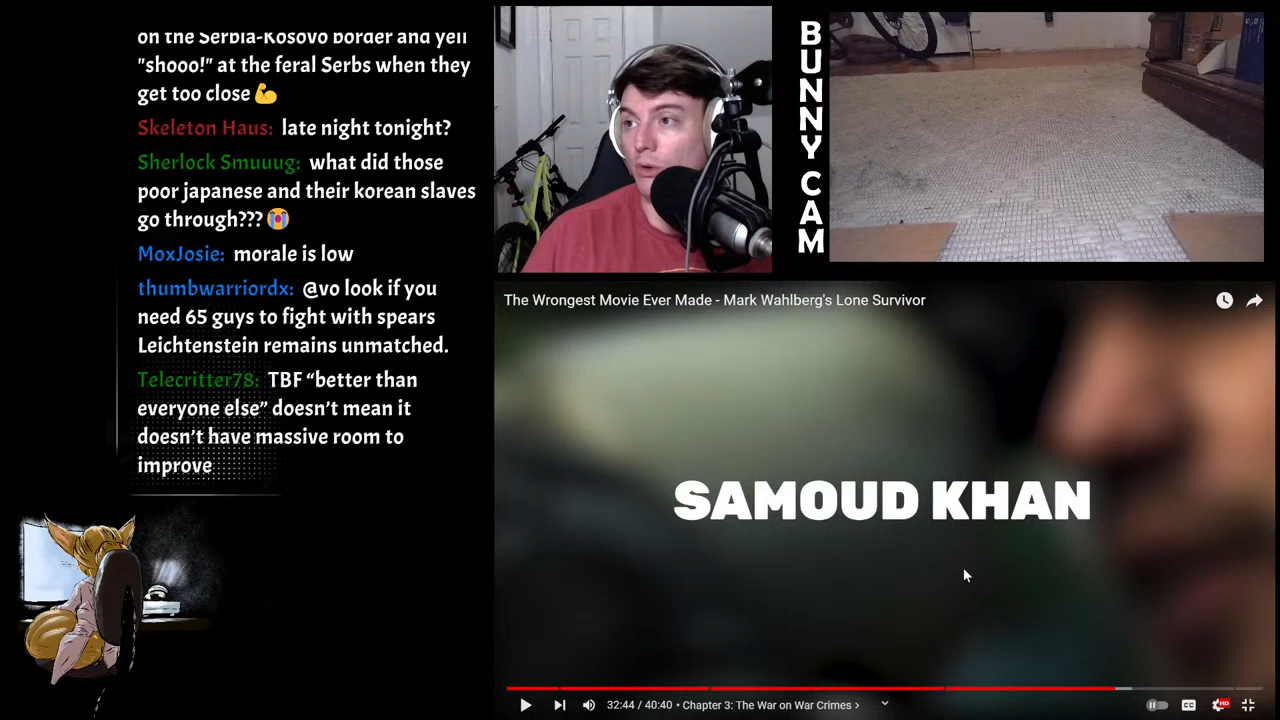 on the Serbia-Kosovo border and yell
"shooo!" at the feral Serbs when they
get too close 💪
Skeleton Haus: late night tonight?
Sherlock Smuuug: what did those
poor japanese and their korean slaves
go through??? 😭
MoxJosie: morale is low
thumbwarriordx: @vo look if you
need 65 guys to fight with spears
Leichtenstein remains unmatched.
Telecritter78: TBF “better than
everyone else” doesn’t mean it
doesn’t have massive room to
improve
BUNNY CAM
The Wrongest Movie Ever Made - Mark Wahlberg's Lone Survivor
SAMOUD KHAN
32:44 / 40:40 • Chapter 3: The War on War Crimes ›
CC
HD